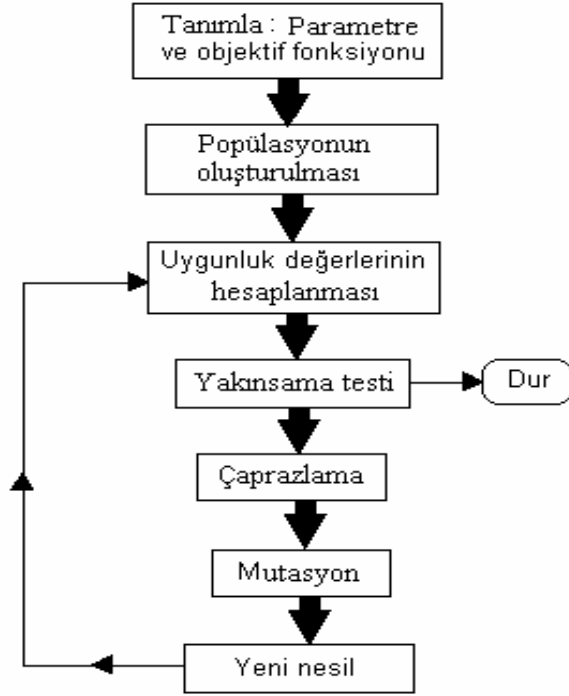 Tanımla : Parametre
ve objektif fonksiyonu
Popülasyonun
oluşturulması
Uygunluk değerlerinin
hesaplanması
Yakınsama testi
Dur
Çaprazlama
Mutasyon
Yeni nesil